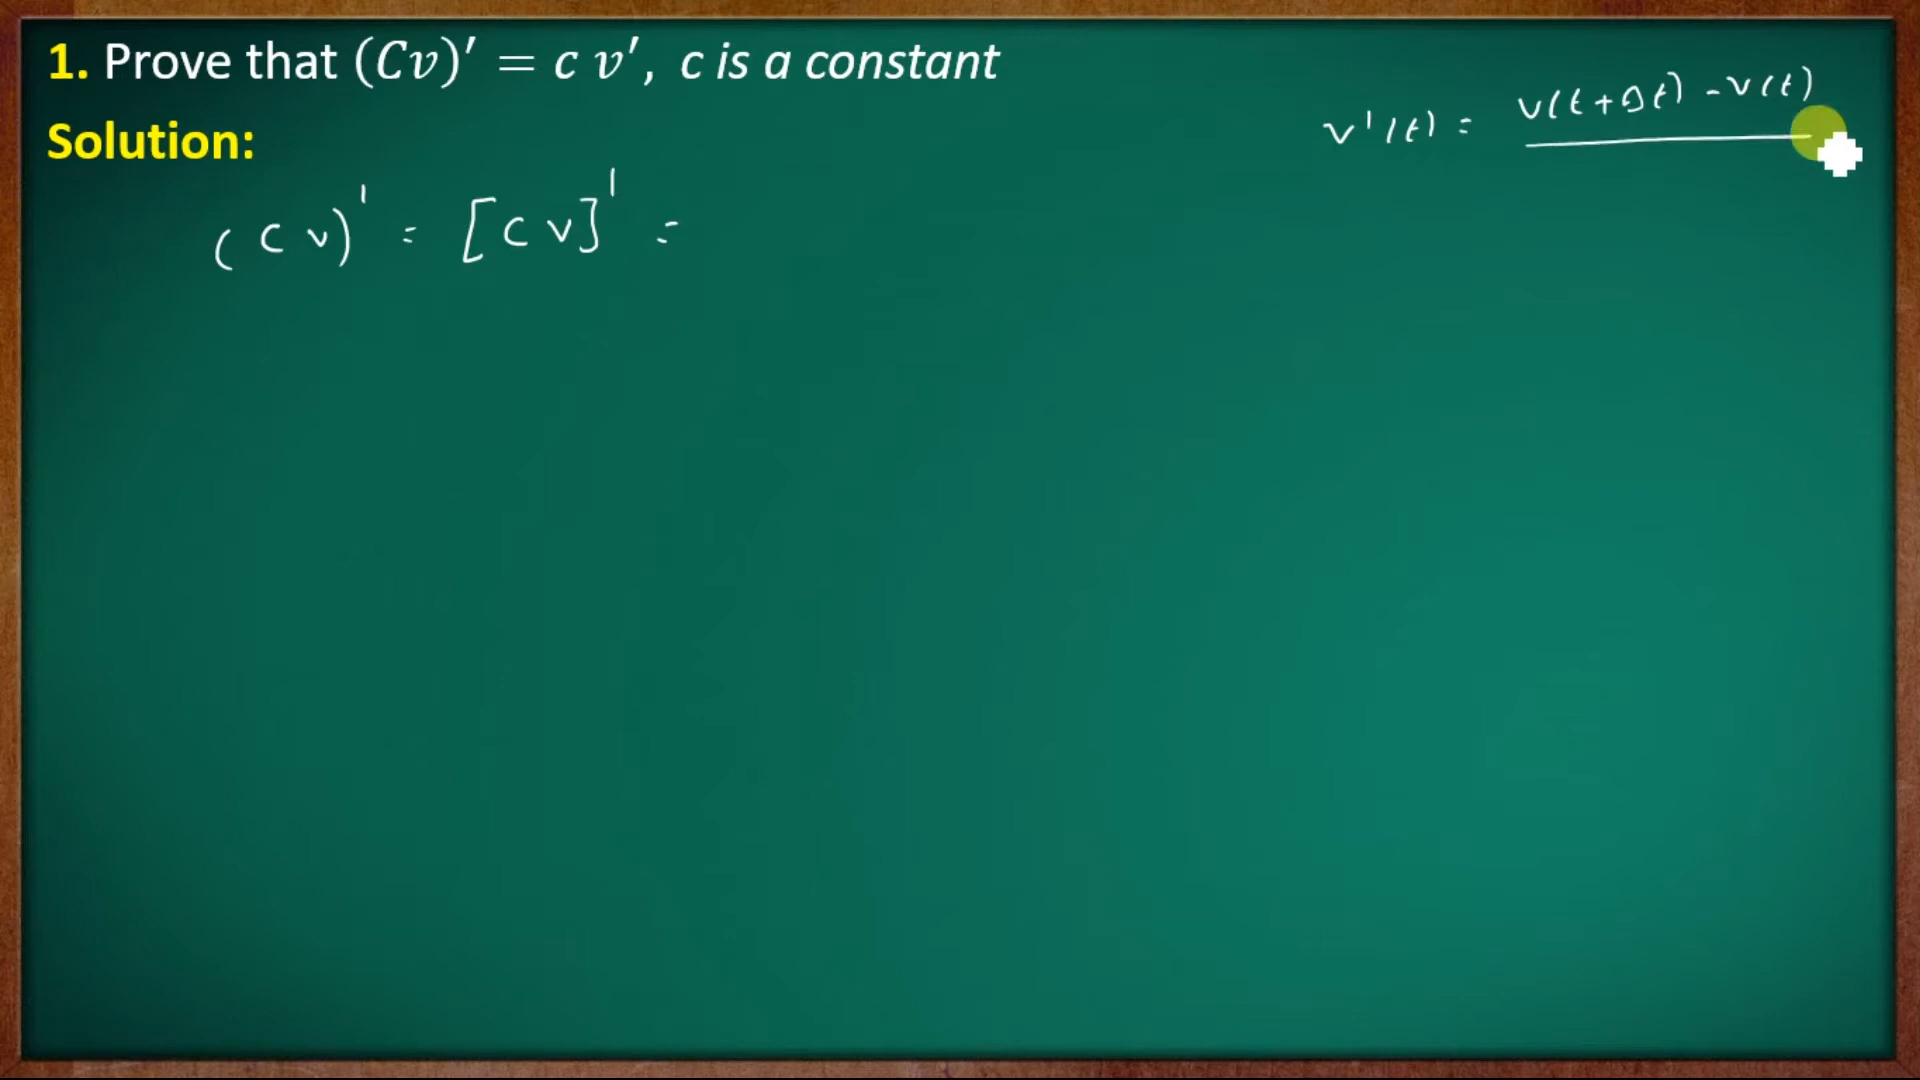 1. Prove that (Cv)′ = c v′, c is a constant
Solution:
v'(t) = v(t+Δt) - v(t)
(c v)' = [c v]' =